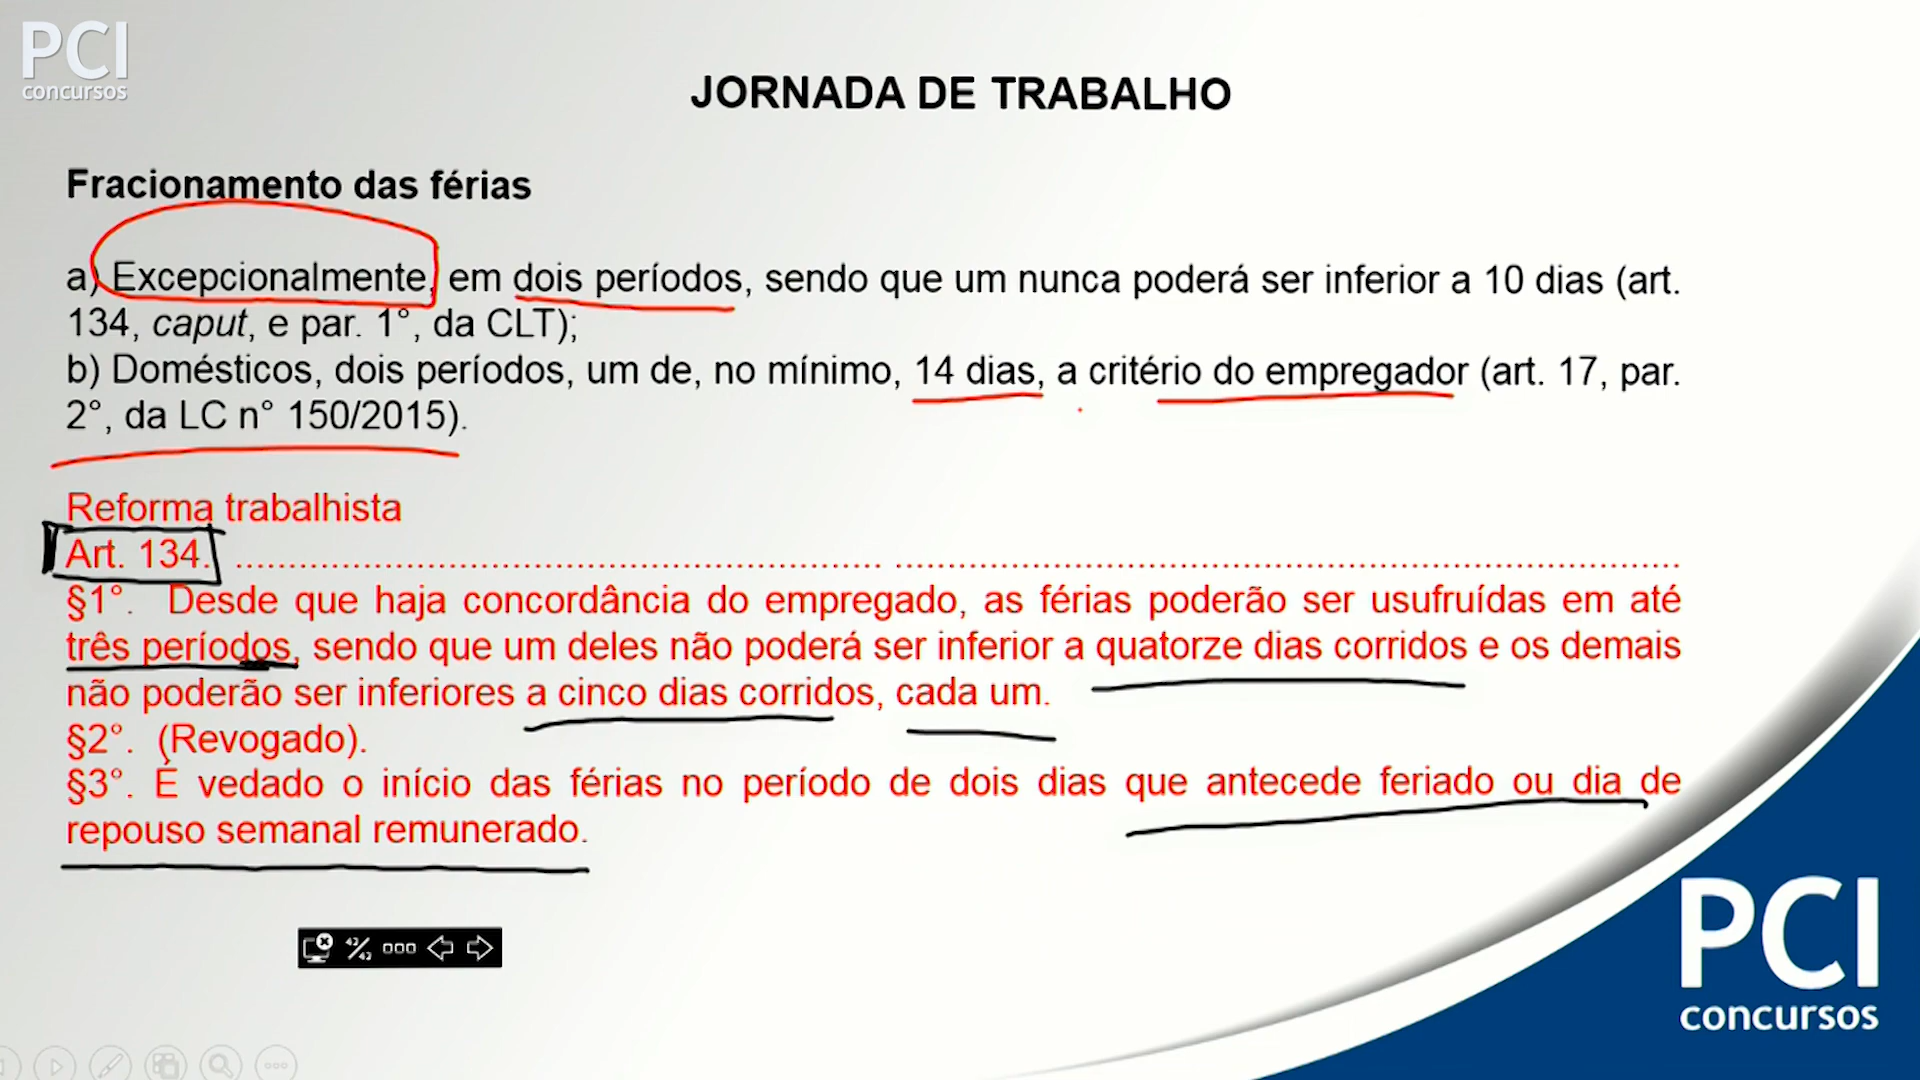 PCI
concursos
JORNADA DE TRABALHO
Fracionamento das férias
a) Excepcionalmente, em dois períodos, sendo que um nunca poderá ser inferior a 10 dias (art.
134, caput, e par. 1°, da CLT);
b) Domésticos, dois períodos, um de, no mínimo, 14 dias, a critério do empregador (art. 17, par.
2°, da LC n° 150/2015).
Reforma trabalhista
Art. 134. ........................................................................................................................
§1°. Desde que haja concordância do empregado, as férias poderão ser usufruídas em até
três períodos, sendo que um deles não poderá ser inferior a quatorze dias corridos e os demais
não poderão ser inferiores a cinco dias corridos, cada um.
§2°. (Revogado).
§3°. É vedado o início das férias no período de dois dias que antecede feriado ou dia de
repouso semanal remunerado.
43/43
PCI
concursos